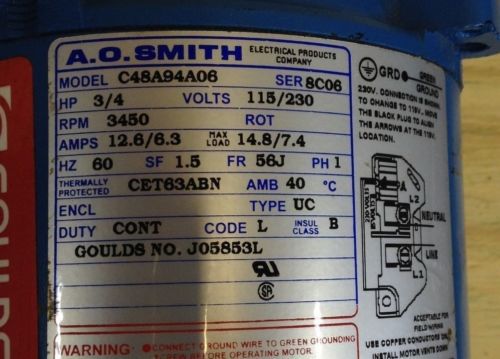 A.O.SMITH ELECTRICAL PRODUCTS COMPANY
MODEL C48A94A06 SER 8C06
HP 3/4 VOLTS 115/230
RPM 3450 ROT
AMPS 12.6/6.3 MAX LOAD 14.8/7.4
HZ 60 SF 1.5 FR 56J PH 1
THERMALLY PROTECTED CET63ABN AMB 40 °C
ENCL TYPE UC
DUTY CONT CODE L INSUL CLASS B
GOULDS NO. J05853L
WARNING: CONNECT GROUND WIRE TO GREEN GROUNDING
SCREW BEFORE OPERATING MOTOR.
GRD GREEN
GROUND
230V. CONNECTION IS SHOWN.
TO CHANGE TO 115V. MOVE
THE BLACK PLUG TO ALIGN
THE ARROWS AT THE 115V.
LOCATION.
230 VOLTS
115 VOLTS
A
L2
NEUTRAL
LINE
L1
ACCEPTABLE FOR
FIELD WIRING
USE COPPER CONDUCTORS
INSTALL MOTOR VENTS DOWN
GOULDS